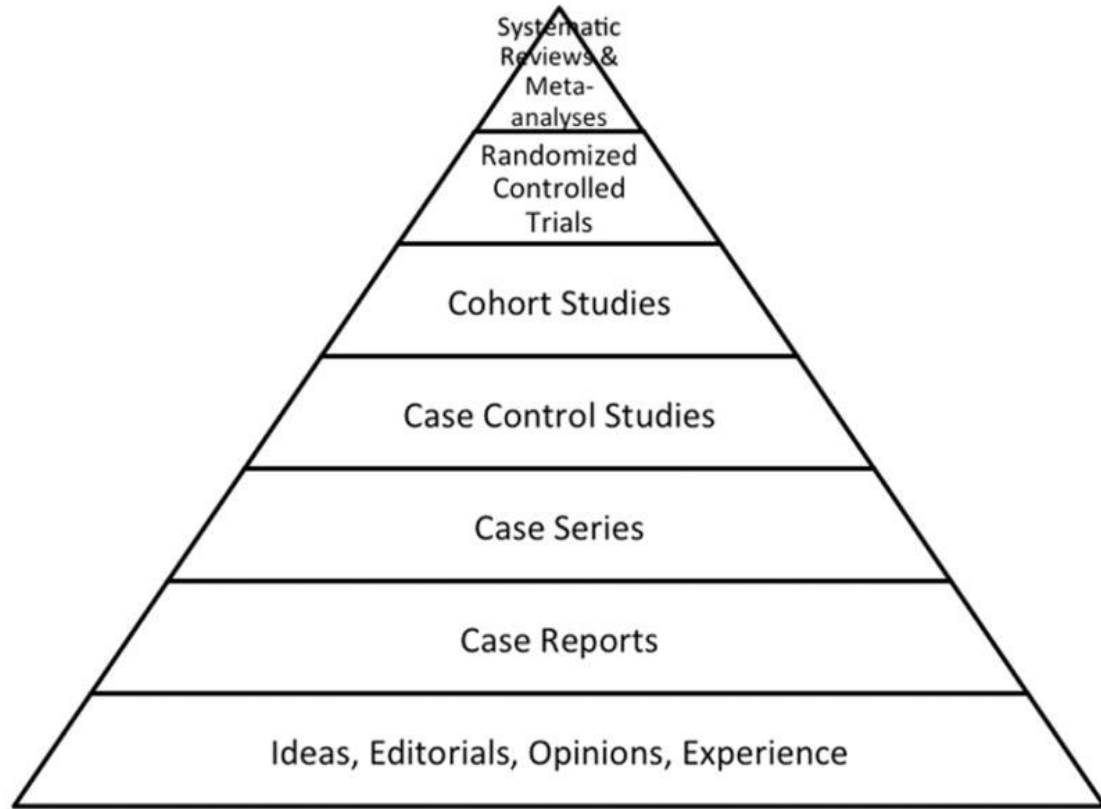 Systematic
Reviews &
Meta-
analyses
Randomized
Controlled
Trials
Cohort Studies
Case Control Studies
Case Series
Case Reports
Ideas, Editorials, Opinions, Experience